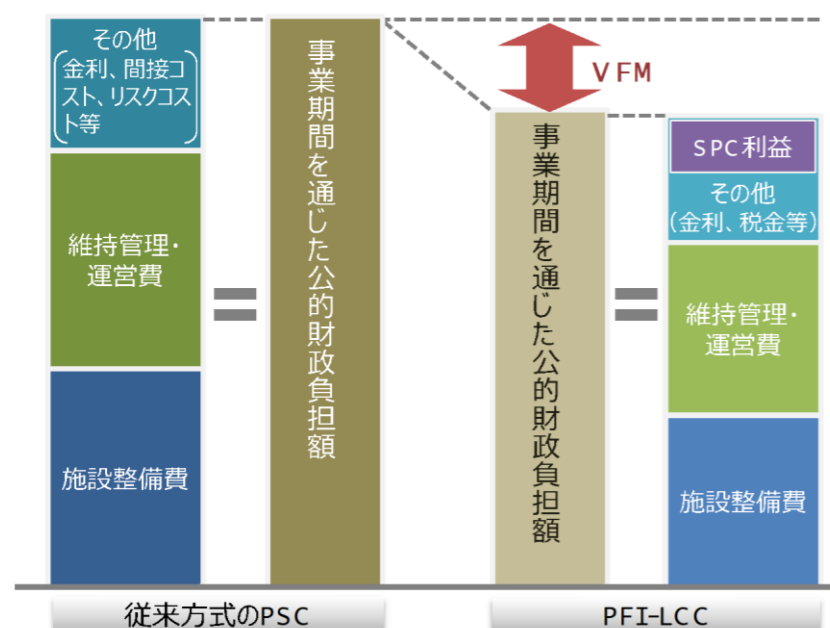 その他
金利、間接コ
スト、リスクコス
ト等
維持管理・
運営費
施設整備費
事業期間を通じた公的財政負担額
従来方式のPSC
VFM
事業期間を通じた公的財政負担額
SPC利益
その他
(金利、税金等)
維持管理・
運営費
施設整備費
PFI-LCC